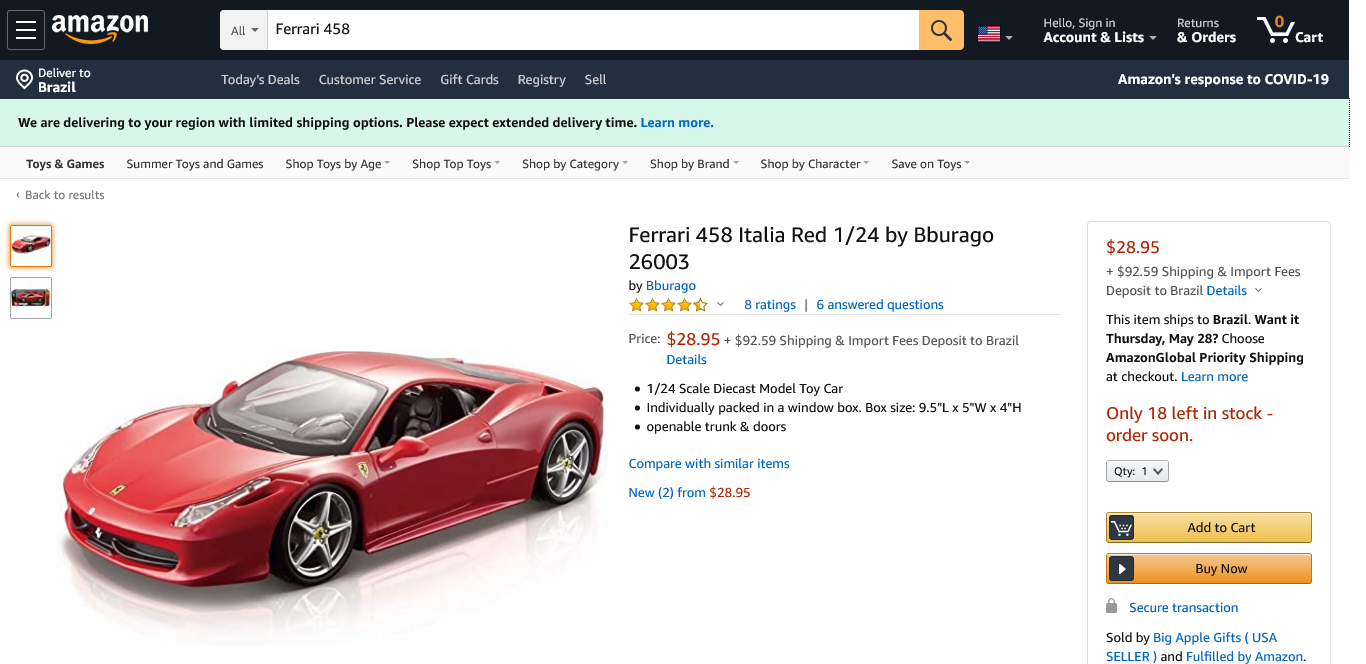 amazon
All
Ferrari 458
Hello, Sign in
Account & Lists
Returns
& Orders
0
Cart
Deliver to
Brazil
Today's Deals
Customer Service
Gift Cards
Registry
Sell
Amazon's response to COVID-19
We are delivering to your region with limited shipping options. Please expect extended delivery time. Learn more.
Toys & Games
Summer Toys and Games
Shop Toys by Age
Shop Top Toys
Shop by Category
Shop by Brand
Shop by Character
Save on Toys
‹ Back to results
Ferrari 458 Italia Red 1/24 by Bburago
26003
by Bburago
8 ratings | 6 answered questions
Price: $28.95 + $92.59 Shipping & Import Fees Deposit to Brazil
Details
• 1/24 Scale Diecast Model Toy Car
• Individually packed in a window box. Box size: 9.5"L x 5"W x 4"H
• openable trunk & doors
Compare with similar items
New (2) from $28.95
$28.95
+ $92.59 Shipping & Import Fees
Deposit to Brazil Details
This item ships to Brazil. Want it
Thursday, May 28? Choose
AmazonGlobal Priority Shipping
at checkout. Learn more
Only 18 left in stock -
order soon.
Qty: 1
Add to Cart
Buy Now
Secure transaction
Sold by Big Apple Gifts ( USA
SELLER ) and Fulfilled by Amazon.